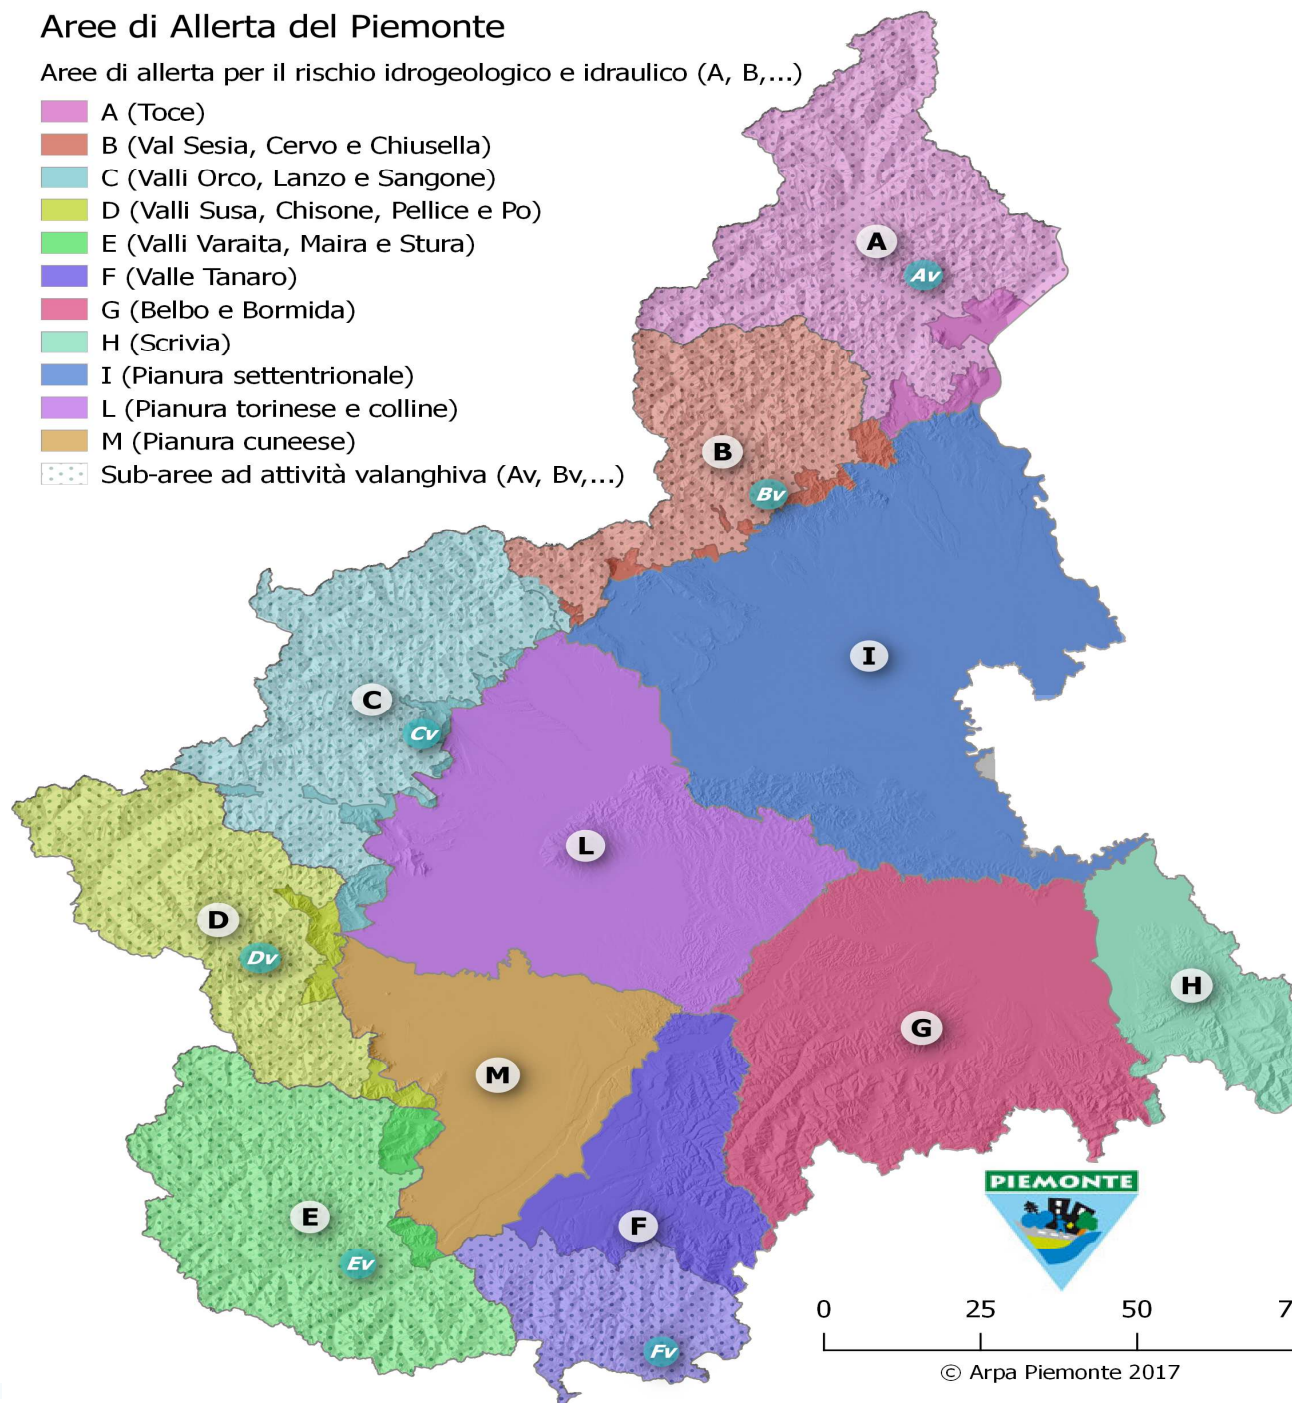 Aree di Allerta del Piemonte
Aree di allerta per il rischio idrogeologico e idraulico (A, B,...)
A (Toce)
B (Val Sesia, Cervo e Chiusella)
C (Valli Orco, Lanzo e Sangone)
D (Valli Susa, Chisone, Pellice e Po)
E (Valli Varaita, Maira e Stura)
F (Valle Tanaro)
G (Belbo e Bormida)
H (Scrivia)
I (Pianura settentrionale)
L (Pianura torinese e colline)
M (Pianura cuneese)
Sub-aree ad attività valanghiva (Av, Bv,...)
A
Av
B
Bv
I
C
Cv
L
D
Dv
H
G
M
E
F
Ev
Fv
PIEMONTE
0 25 50 7
© Arpa Piemonte 2017